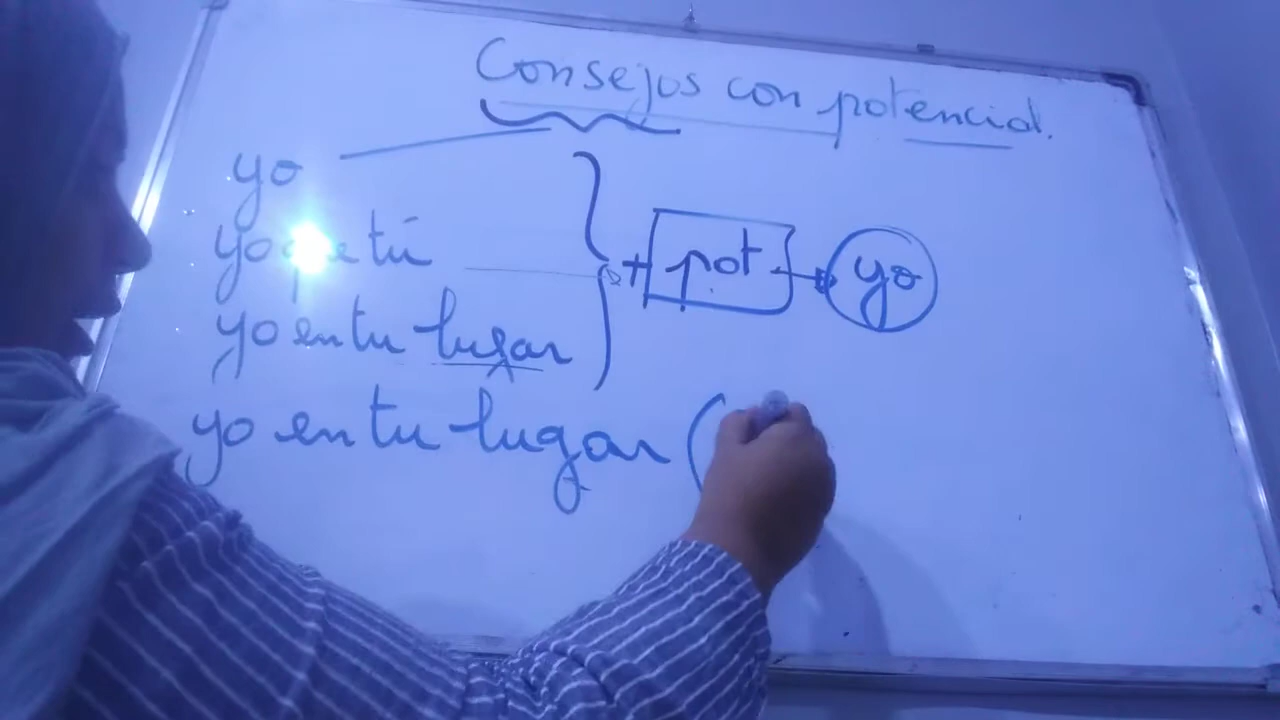 Consejos con potencial.
yo
yo que tú
yo en tu lugar
+ pot yo
yo en tu lugar (